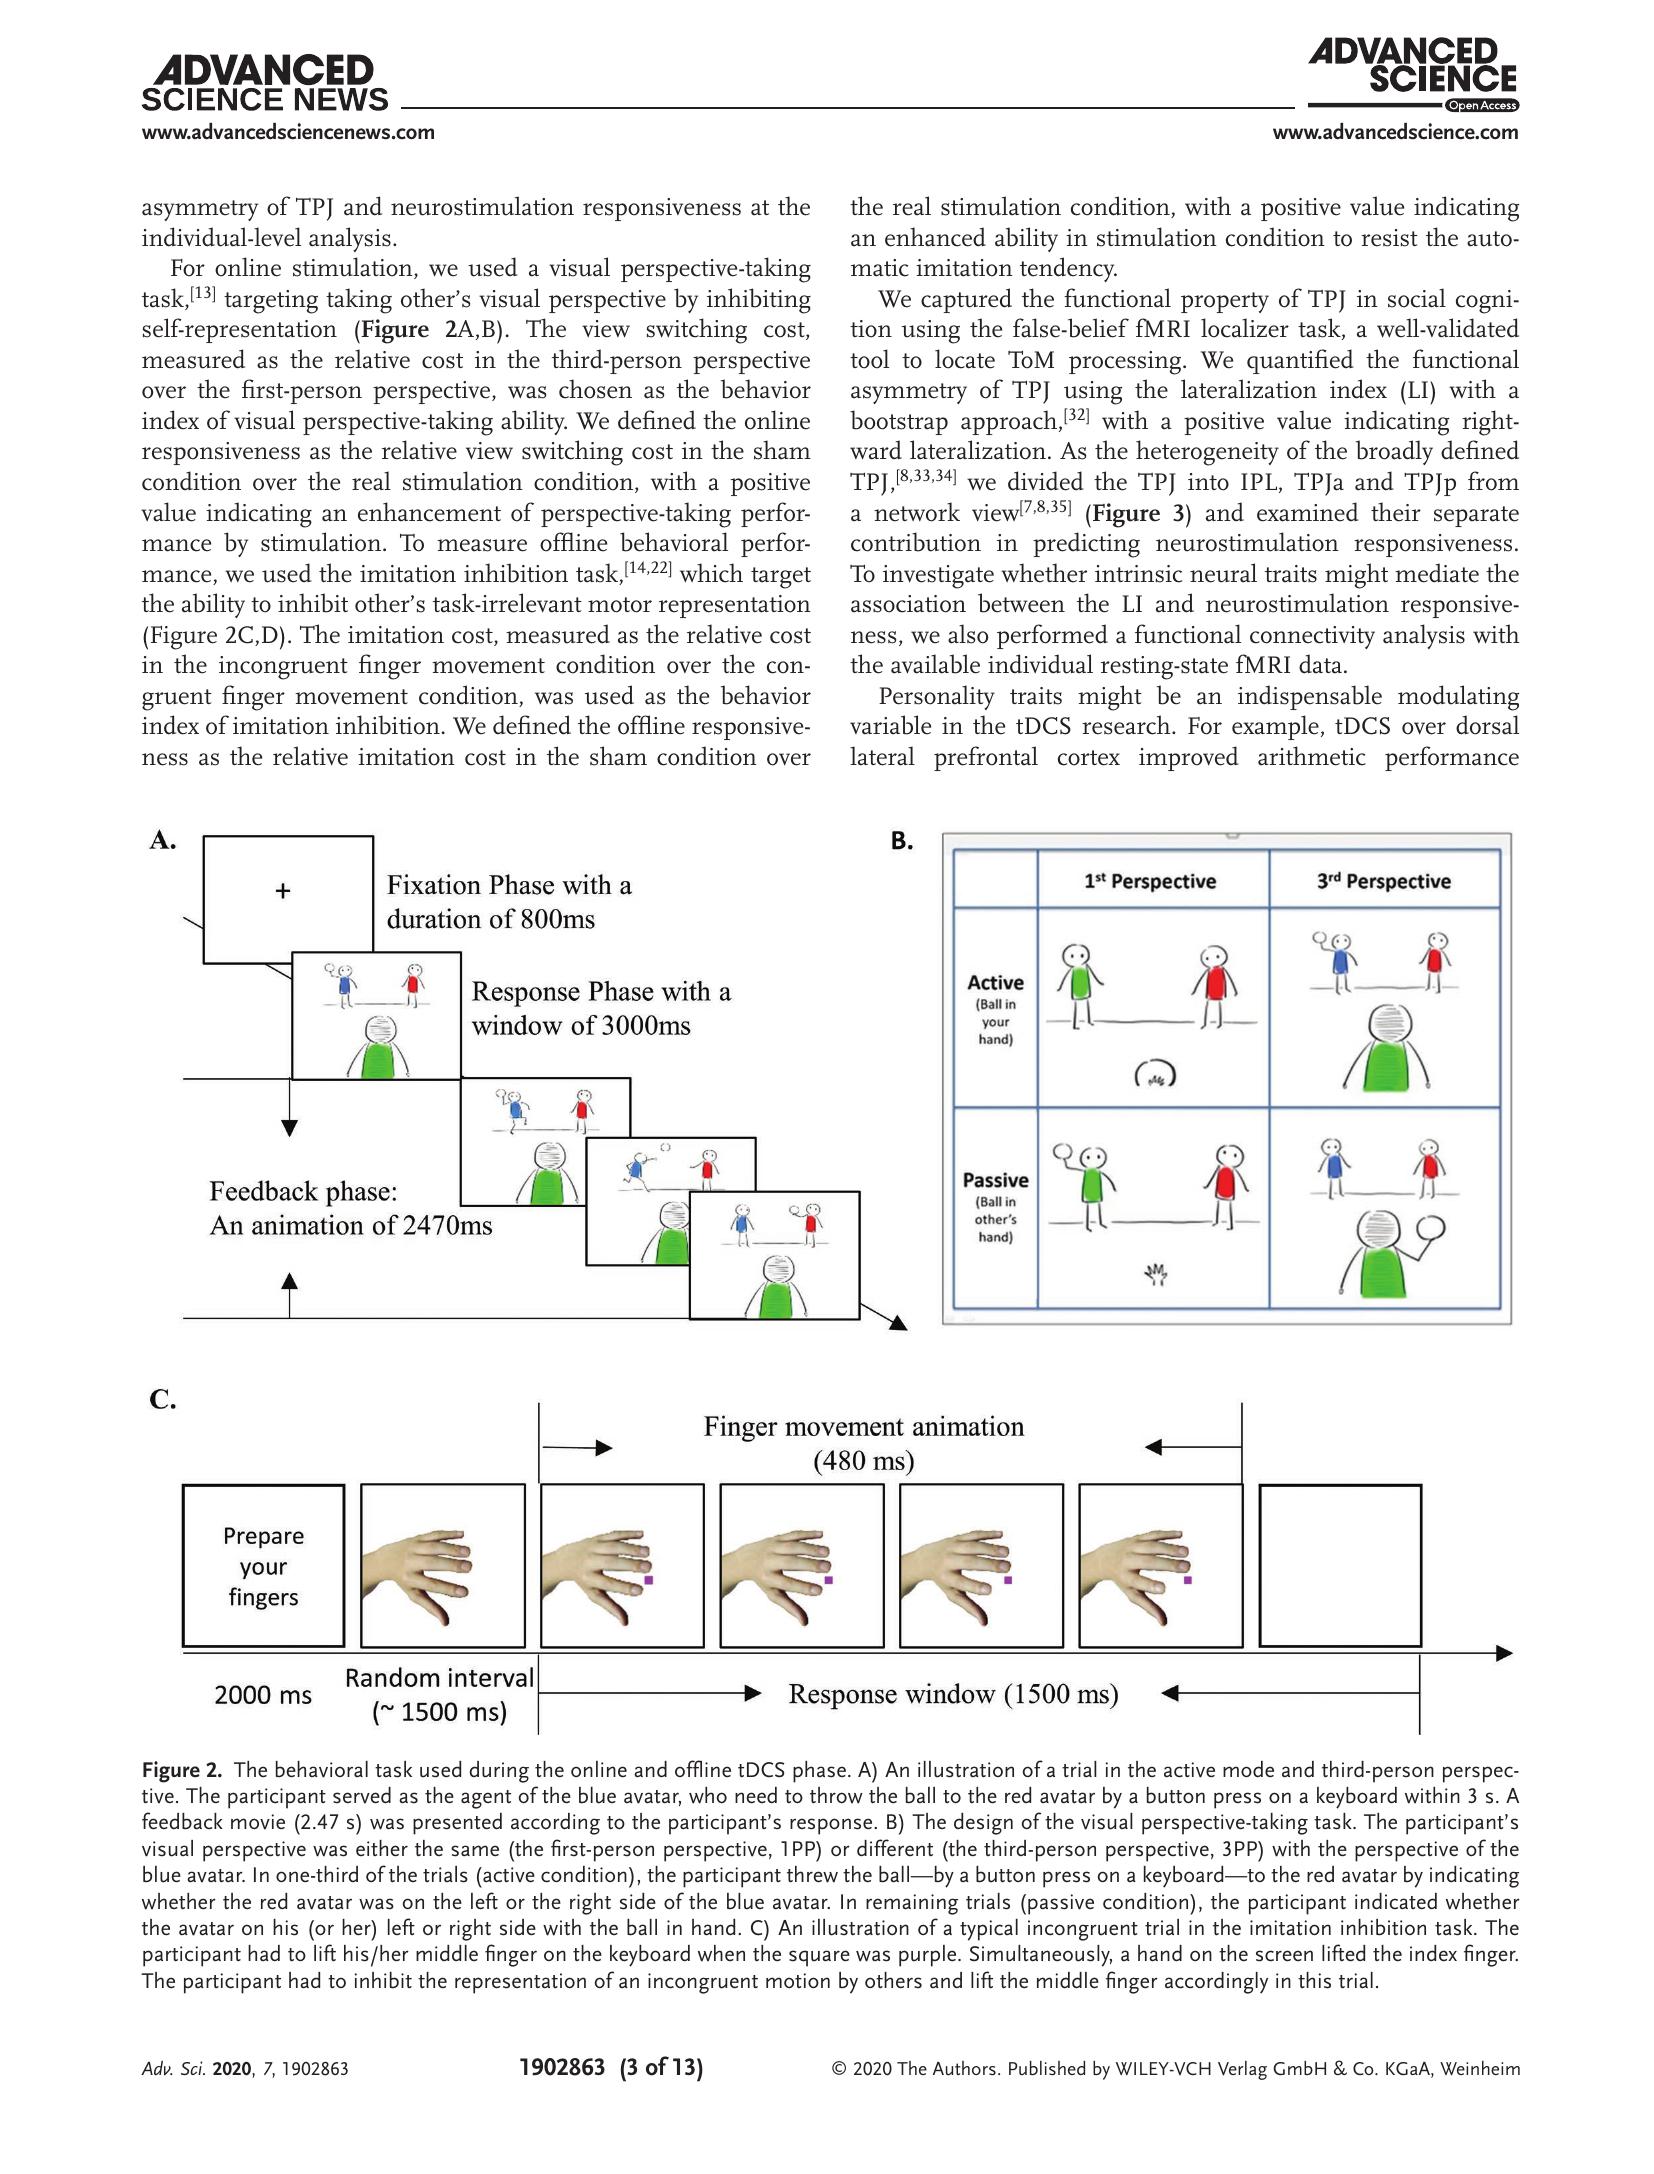 ADVANCED
SCIENCE NEWS
www.advancedsciencenews.com
ADVANCED
SCIENCE
Open Access
www.advancedscience.com
asymmetry of TPJ and neurostimulation responsiveness at the
individual-level analysis.
For online stimulation, we used a visual perspective-taking
task,[13] targeting taking other's visual perspective by inhibiting
self-representation (Figure 2A,B). The view switching cost,
measured as the relative cost in the third-person perspective
over the first-person perspective, was chosen as the behavior
index of visual perspective-taking ability. We defined the online
responsiveness as the relative view switching cost in the sham
condition over the real stimulation condition, with a positive
value indicating an enhancement of perspective-taking perfor-
mance by stimulation. To measure offline behavioral perfor-
mance, we used the imitation inhibition task,[14,22] which target
the ability to inhibit other's task-irrelevant motor representation
(Figure 2C,D). The imitation cost, measured as the relative cost
in the incongruent finger movement condition over the con-
gruent finger movement condition, was used as the behavior
index of imitation inhibition. We defined the offline responsive-
ness as the relative imitation cost in the sham condition over
the real stimulation condition, with a positive value indicating
an enhanced ability in stimulation condition to resist the auto-
matic imitation tendency.
We captured the functional property of TPJ in social cogni-
tion using the false-belief fMRI localizer task, a well-validated
tool to locate ToM processing. We quantified the functional
asymmetry of TPJ using the lateralization index (LI) with a
bootstrap approach,[32] with a positive value indicating right-
ward lateralization. As the heterogeneity of the broadly defined
TPJ,[8,33,34] we divided the TPJ into IPL, TPJa and TPJp from
a network view[7,8,35] (Figure 3) and examined their separate
contribution in predicting neurostimulation responsiveness.
To investigate whether intrinsic neural traits might mediate the
association between the LI and neurostimulation responsive-
ness, we also performed a functional connectivity analysis with
the available individual resting-state fMRI data.
Personality traits might be an indispensable modulating
variable in the tDCS research. For example, tDCS over dorsal
lateral prefrontal cortex improved arithmetic performance
A.
+
Fixation Phase with a
duration of 800ms
Response Phase with a
window of 3000ms
Feedback phase:
An animation of 2470ms
B.
1st Perspective
3rd Perspective
Active
(Ball in
your
hand)
Passive
(Ball in
other's
hand)
C.
Finger movement animation
(480 ms)
Prepare
your
fingers
2000 ms
Random interval
(~ 1500 ms)
Response window (1500 ms)
Figure 2. The behavioral task used during the online and offline tDCS phase. A) An illustration of a trial in the active mode and third-person perspec-
tive. The participant served as the agent of the blue avatar, who need to throw the ball to the red avatar by a button press on a keyboard within 3 s. A
feedback movie (2.47 s) was presented according to the participant's response. B) The design of the visual perspective-taking task. The participant's
visual perspective was either the same (the first-person perspective, 1PP) or different (the third-person perspective, 3PP) with the perspective of the
blue avatar. In one-third of the trials (active condition), the participant threw the ball—by a button press on a keyboard—to the red avatar by indicating
whether the red avatar was on the left or the right side of the blue avatar. In remaining trials (passive condition), the participant indicated whether
the avatar on his (or her) left or right side with the ball in hand. C) An illustration of a typical incongruent trial in the imitation inhibition task. The
participant had to lift his/her middle finger on the keyboard when the square was purple. Simultaneously, a hand on the screen lifted the index finger.
The participant had to inhibit the representation of an incongruent motion by others and lift the middle finger accordingly in this trial.
Adv. Sci. 2020, 7, 1902863
1902863 (3 of 13)
© 2020 The Authors. Published by WILEY-VCH Verlag GmbH & Co. KGaA, Weinheim